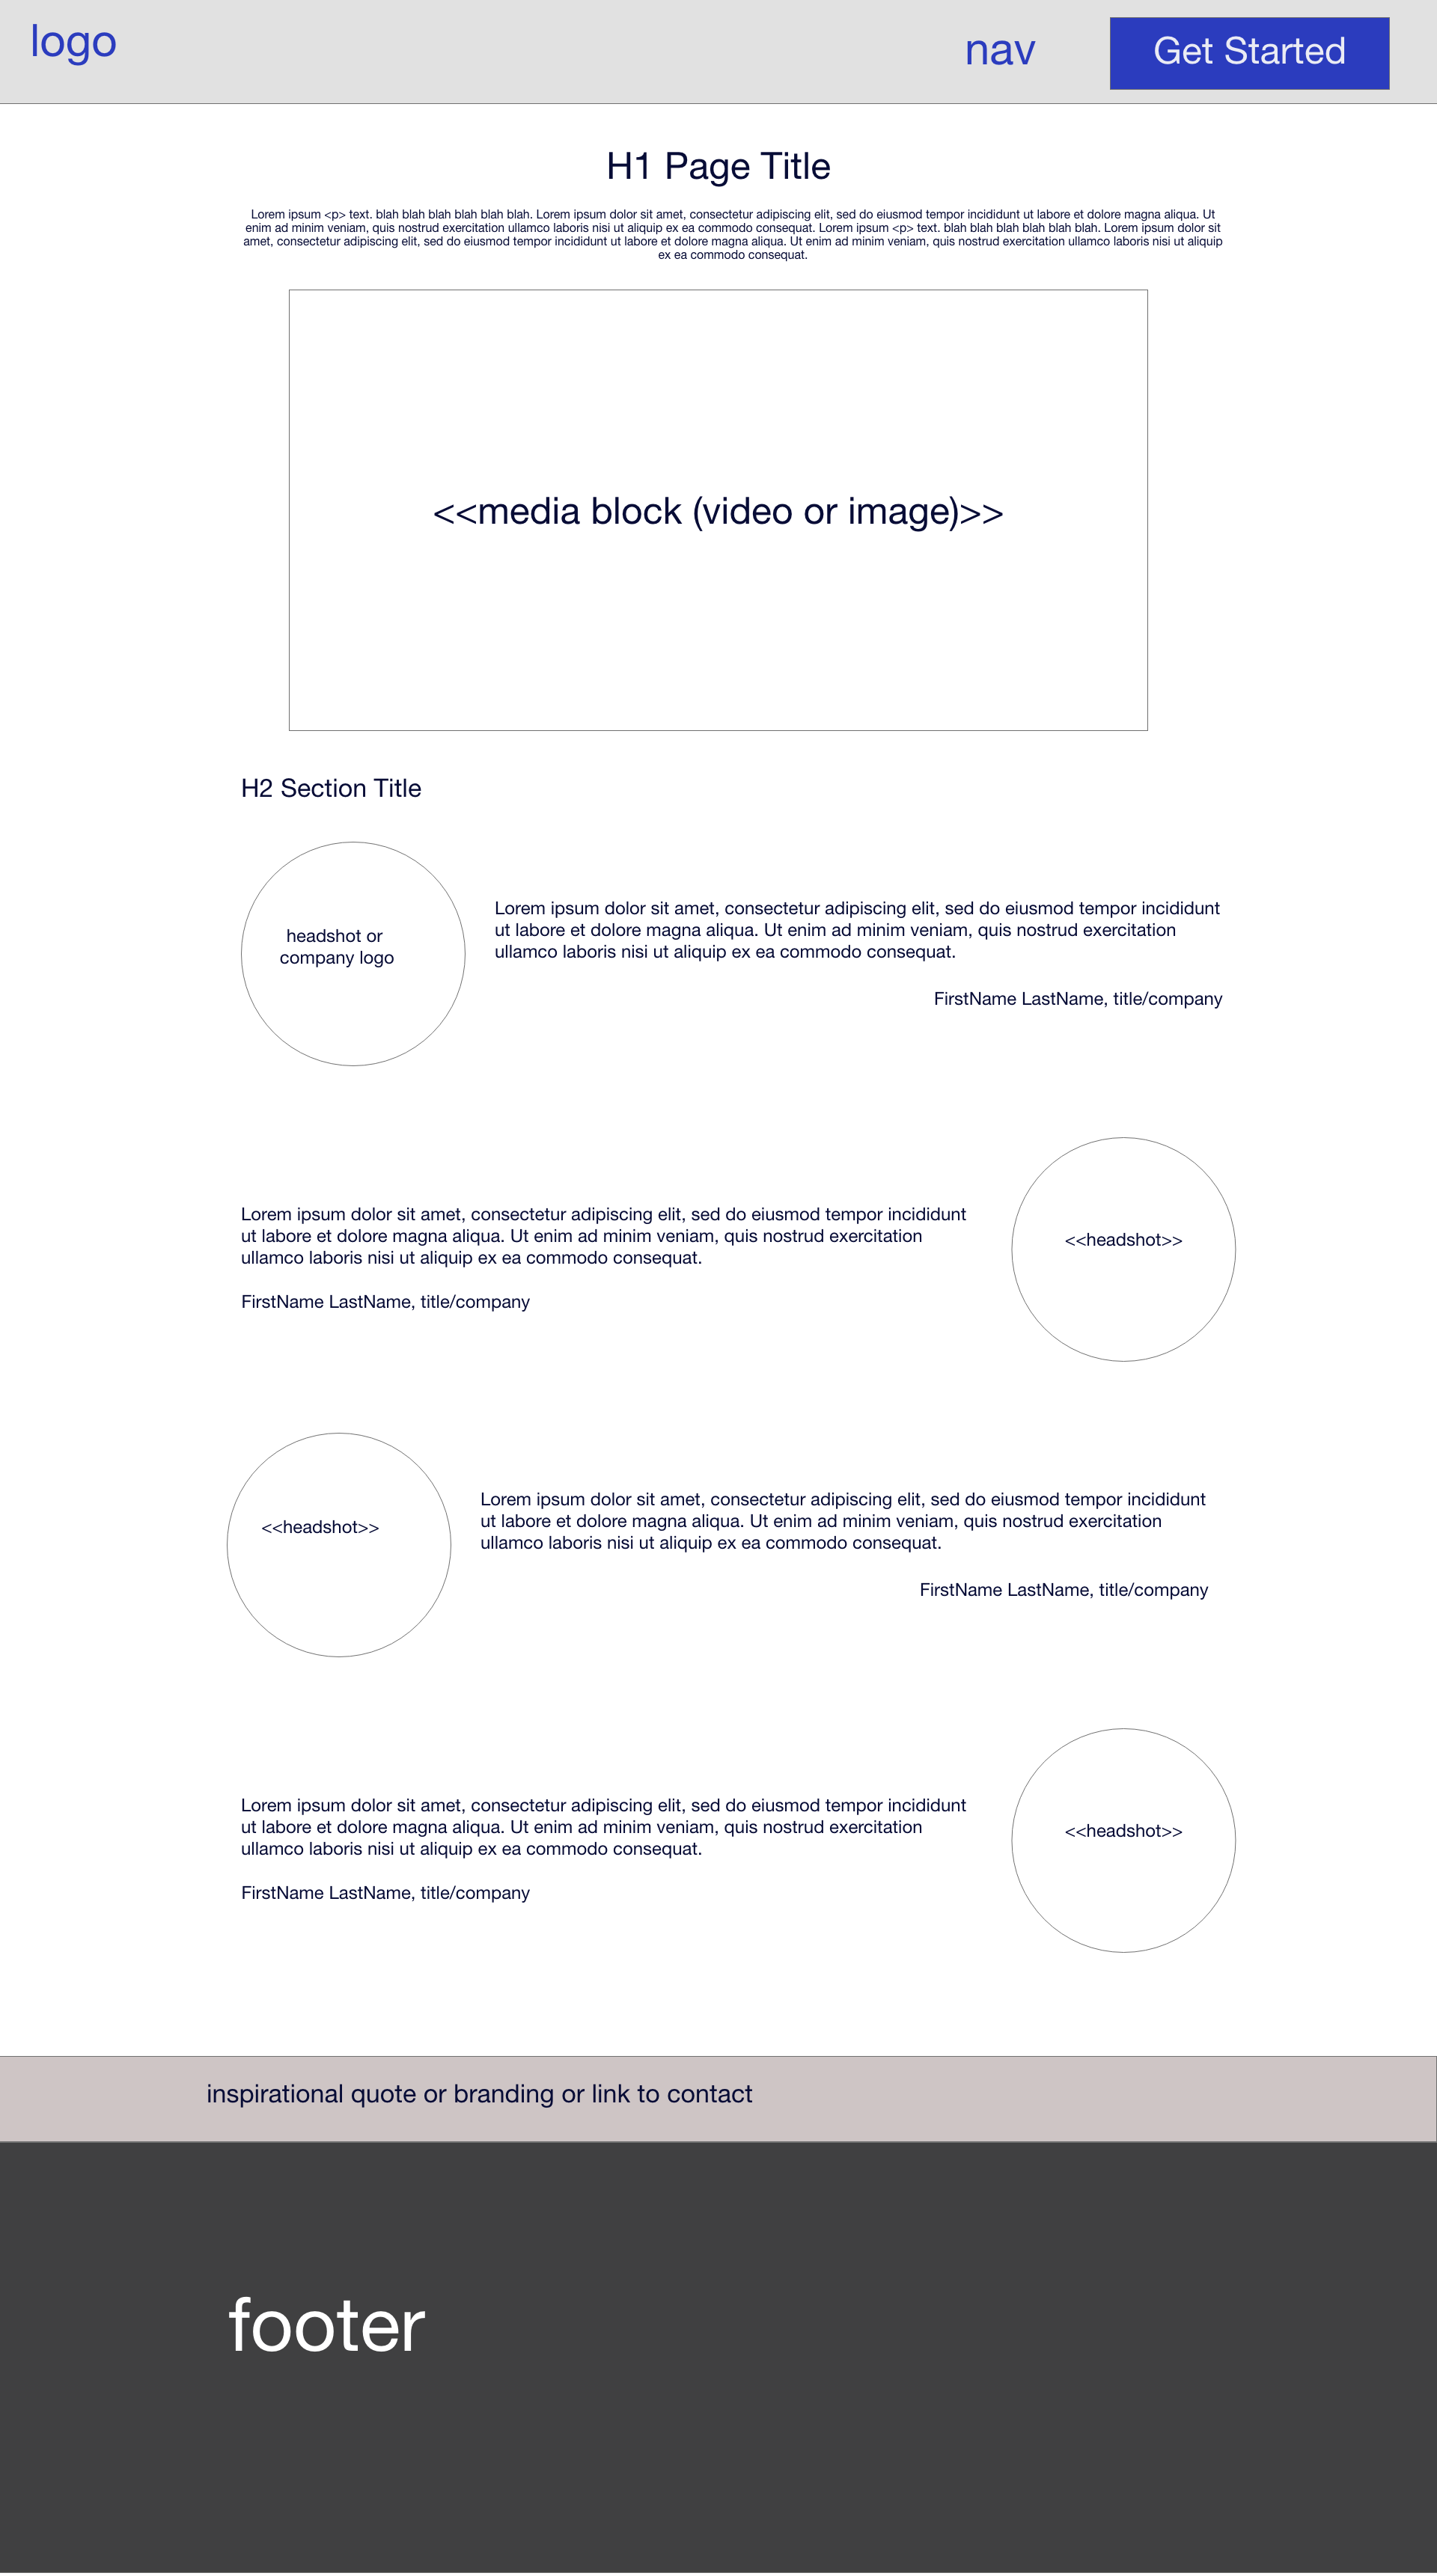 logo
nav
Get Started
H1 Page Title
Lorem ipsum <p> text. blah blah blah blah blah blah. Lorem ipsum dolor sit amet, consectetur adipiscing elit, sed do eiusmod tempor incididunt ut labore et dolore magna aliqua. Ut
enim ad minim veniam, quis nostrud exercitation ullamco laboris nisi ut aliquip ex ea commodo consequat. Lorem ipsum <p> text. blah blah blah blah blah blah. Lorem ipsum dolor sit
amet, consectetur adipiscing elit, sed do eiusmod tempor incididunt ut labore et dolore magna aliqua. Ut enim ad minim veniam, quis nostrud exercitation ullamco laboris nisi ut aliquip
ex ea commodo consequat.
<<media block (video or image)>>
H2 Section Title
headshot or
company logo
Lorem ipsum dolor sit amet, consectetur adipiscing elit, sed do eiusmod tempor incididunt
ut labore et dolore magna aliqua. Ut enim ad minim veniam, quis nostrud exercitation
ullamco laboris nisi ut aliquip ex ea commodo consequat.
FirstName LastName, title/company
Lorem ipsum dolor sit amet, consectetur adipiscing elit, sed do eiusmod tempor incididunt
ut labore et dolore magna aliqua. Ut enim ad minim veniam, quis nostrud exercitation
ullamco laboris nisi ut aliquip ex ea commodo consequat.
FirstName LastName, title/company
<<headshot>>
<<headshot>>
Lorem ipsum dolor sit amet, consectetur adipiscing elit, sed do eiusmod tempor incididunt
ut labore et dolore magna aliqua. Ut enim ad minim veniam, quis nostrud exercitation
ullamco laboris nisi ut aliquip ex ea commodo consequat.
FirstName LastName, title/company
Lorem ipsum dolor sit amet, consectetur adipiscing elit, sed do eiusmod tempor incididunt
ut labore et dolore magna aliqua. Ut enim ad minim veniam, quis nostrud exercitation
ullamco laboris nisi ut aliquip ex ea commodo consequat.
FirstName LastName, title/company
<<headshot>>
inspirational quote or branding or link to contact
footer